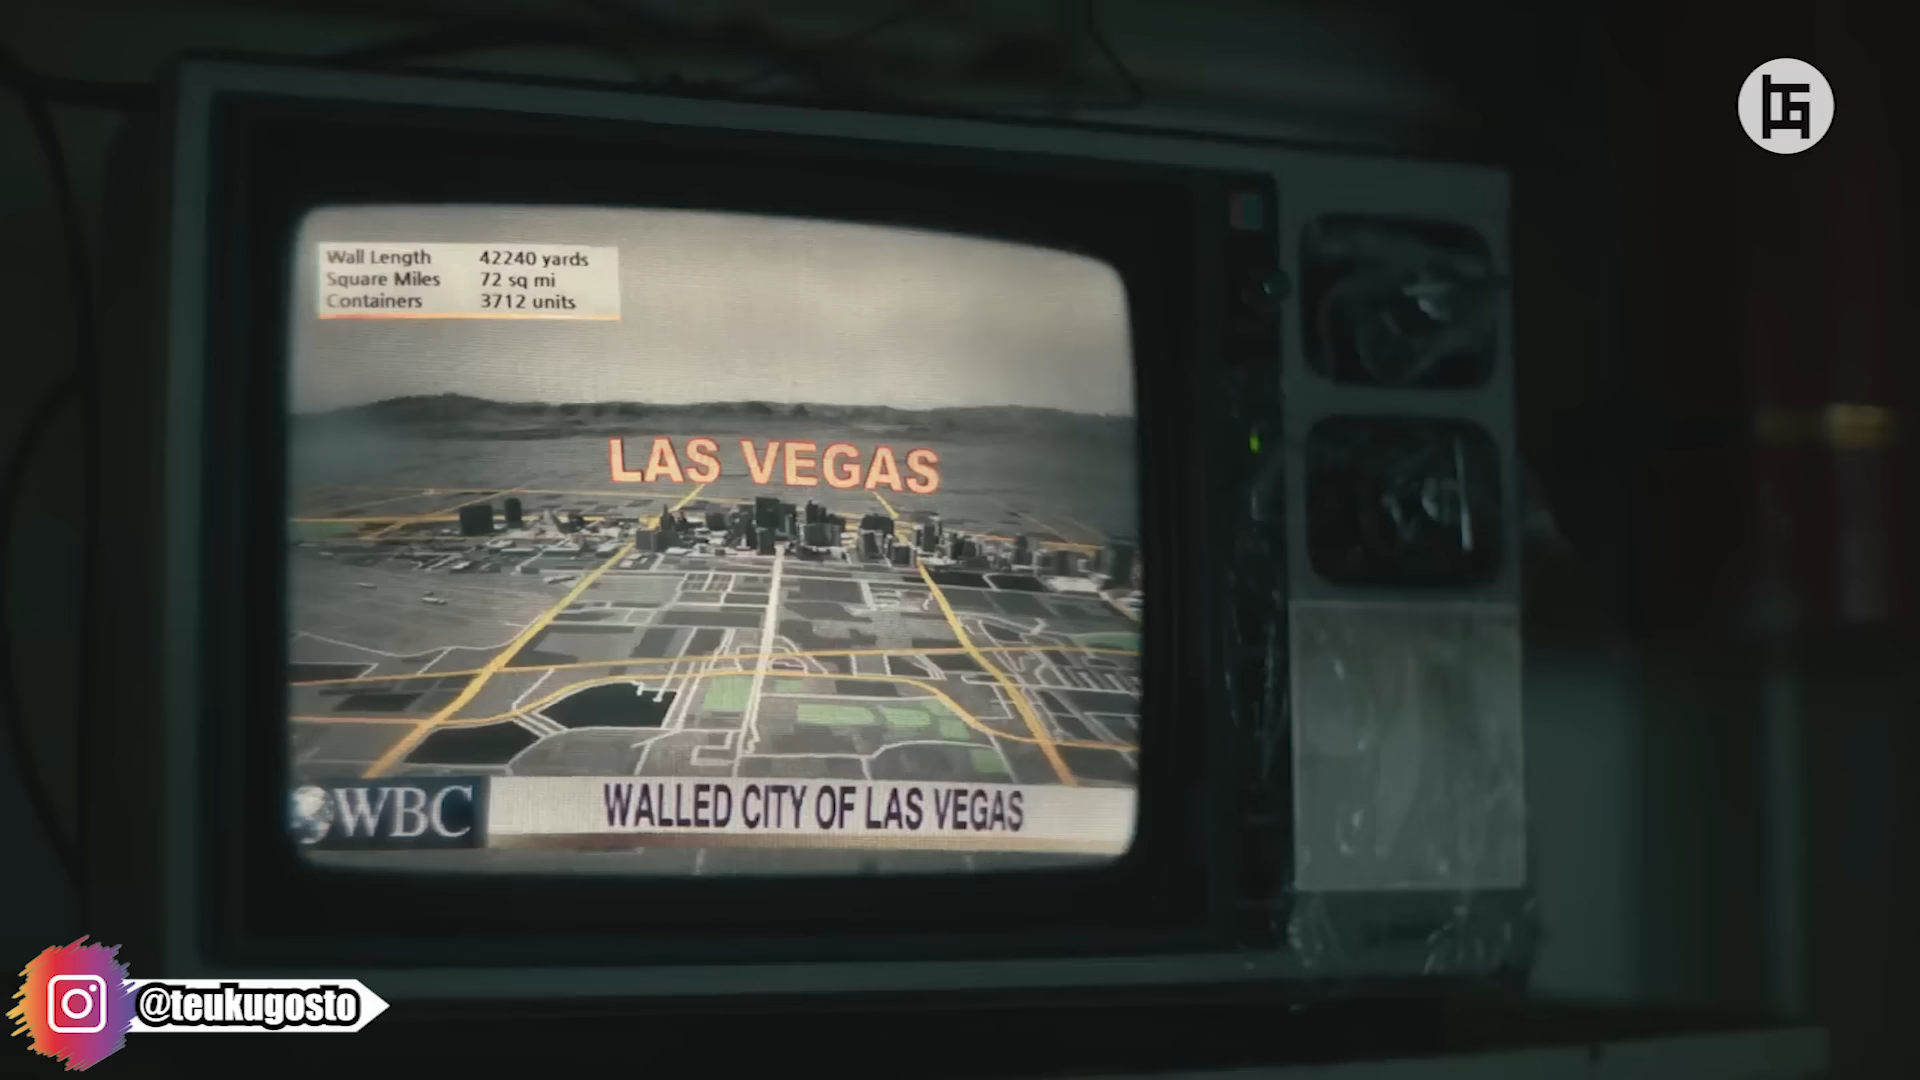 Wall Length 42240 yards
Square Miles 72 sq mi
Containers 3712 units
LAS VEGAS
WBC WALLED CITY OF LAS VEGAS
@teukugosto